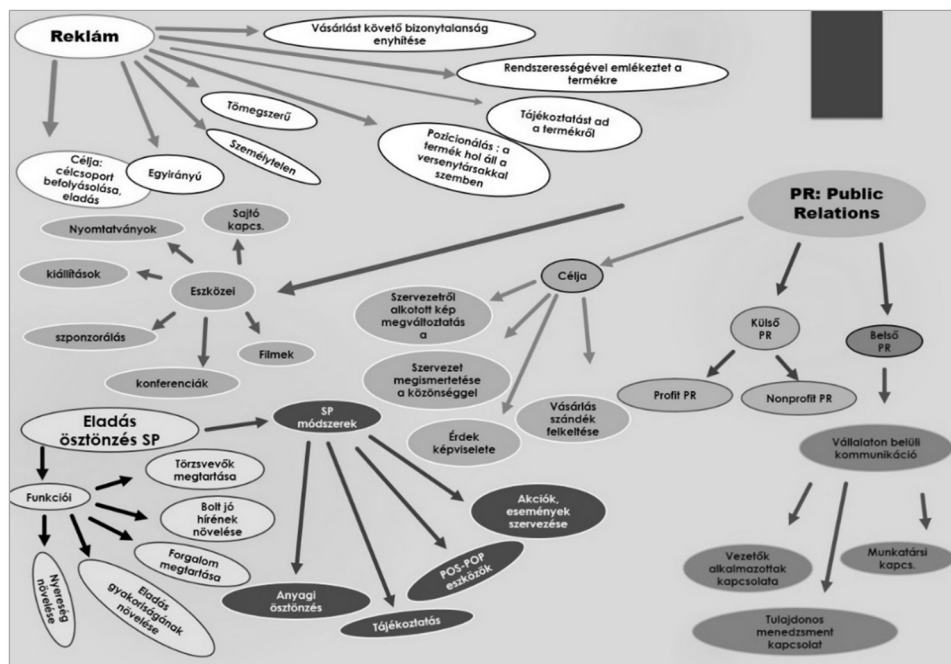 Reklám
Vásárlást követő bizonytalanság
enyhítése
Rendszerességével emlékeztet a
termékre
Tömegszerű
Tájékoztatást ad
a termékről
Személytelen
Pozicionálás : a
termék hol áll a
versenytársakkal
szemben
Célja:
célcsoport
befolyásolása,
eladás
Egyirányú
PR: Public
Relations
Nyomtatványok
Sajtó
kapcs.
kiállítások
Eszközei
szponzorálás
Filmek
konferenciák
Célja
Szervezetről
alkotott kép
megváltoztatás
a
Szervezet
megismertetése
a közönséggel
Érdek
képviselete
Vásárlás
szándék
felkeltése
Külső
PR
Belső
PR
Profit PR
Nonprofit PR
Vállalaton belüli
kommunikáció
Vezetők
alkalmazottak
kapcsolata
Munkatársi
kapcs.
Tulajdonos
menedzsment
kapcsolat
Eladás
ösztönzés SP
SP
módszerek
Funkciói
Törzsvevők
megtartása
Bolt jó
hírének
növelése
Forgalom
megtartása
Eladás
gyakoriságának
növelése
Nyereség
növelése
Akciók,
események
szervezése
POS-POP
eszközök
Anyagi
ösztönzés
Tájékoztatás